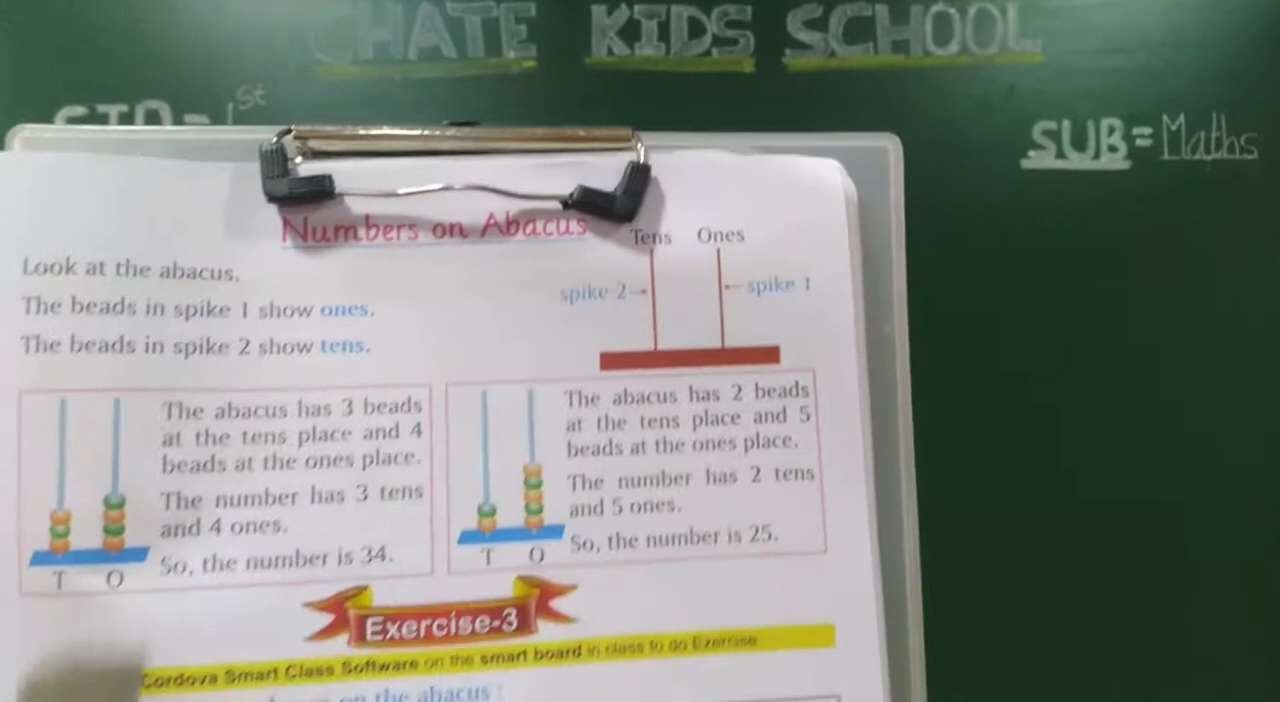 CHATE KIDS SCHOOL
STD = 1st
SUB = Maths
Numbers on Abacus
Tens Ones
Look at the abacus.
spike 2
spike 1
The beads in spike 1 show ones.
The beads in spike 2 show tens.
The abacus has 3 beads
at the tens place and 4
beads at the ones place.
The number has 3 tens
and 4 ones.
So, the number is 34.
T O
The abacus has 2 beads
at the tens place and 5
beads at the ones place.
The number has 2 tens
and 5 ones.
So, the number is 25.
T O
Exercise-3
Cordova Smart Class Software on the smart board in class to do Exercise
on the abacus :